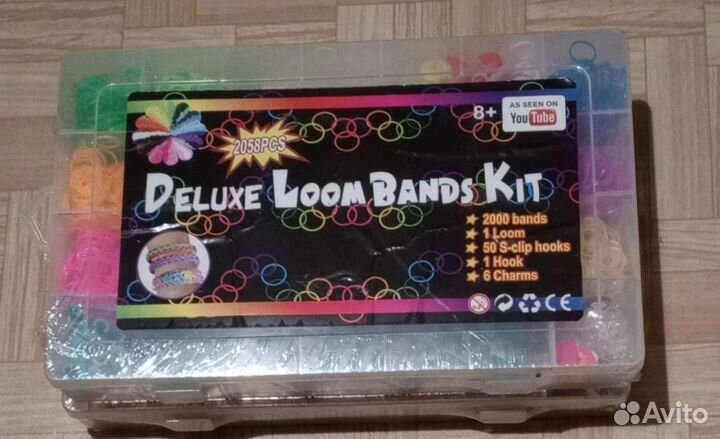 8+
AS SEEN ON
YouTube
2058PCS
DELUXE LOOM BANDS KIT
2000 bands
1 Loom
50 S-clip hooks
1 Hook
6 Charms
CE
Avito